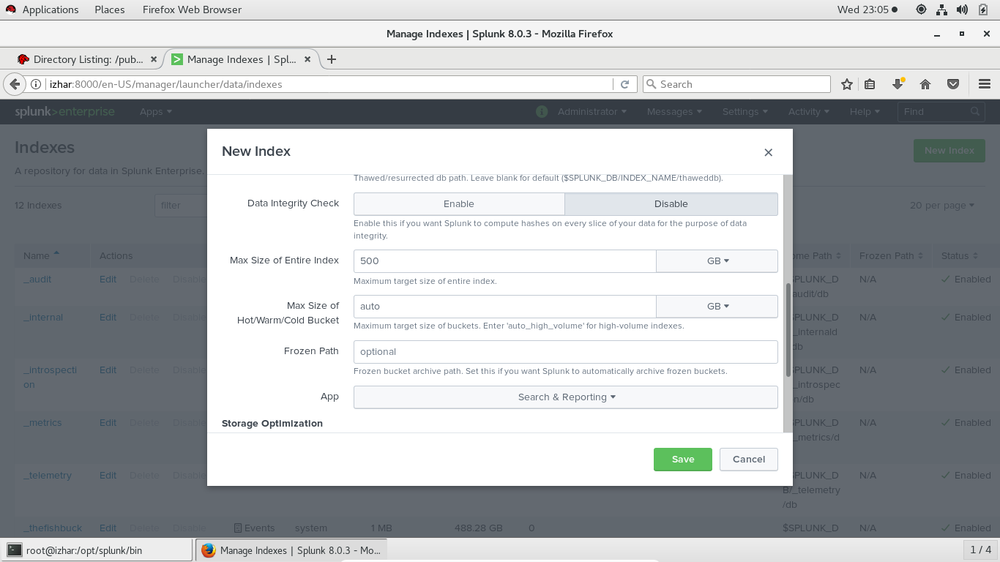 Applications Places Firefox Web Browser Wed 23:05
Manage Indexes | Splunk 8.0.3 - Mozilla Firefox
Directory Listing: /pub... Manage Indexes | Spl...
izhar:8000/en-US/manager/launcher/data/indexes Search
splunk>enterprise Apps i Administrator Messages Settings Activity Help Find
Indexes New Index
A repository for data in Splunk Enterprise.
12 Indexes filter 20 per page
New Index
Thawed/resurrected db path. Leave blank for default ($SPLUNK_DB/INDEX_NAME/thaweddb).
Data Integrity Check Enable Disable
Enable this if you want Splunk to compute hashes on every slice of your data for the purpose of data
integrity.
Max Size of Entire Index 500 GB
Maximum target size of entire index.
Max Size of
Hot/Warm/Cold Bucket auto GB
Maximum target size of buckets. Enter 'auto_high_volume' for high-volume indexes.
Frozen Path optional
Frozen bucket archive path. Set this if you want Splunk to automatically archive frozen buckets.
App Search & Reporting
Storage Optimization
Save Cancel
Name Actions ome Path Frozen Path Status
_audit Edit Delete Disable SPLUNK_D N/A Enabled
audit/db
_internal Edit Delete Disable SPLUNK_D N/A Enabled
_internald
db
_introspecti Edit Delete Disable SPLUNK_D N/A Enabled
on _introspec
n/db
_metrics Edit Delete Disable SPLUNK_D N/A Enabled
_metrics/d
_telemetry Edit Delete Disable SPLUNK_D N/A Enabled
B/_telemetry
/db
_thefishbuck Edit Delete Disable Events system 1 MB 488.28 GB 0 $SPLUNK_D N/A Enabled
root@izhar:/opt/splunk/bin Manage Indexes | Splunk 8.0.3 - Mo... 1 / 4